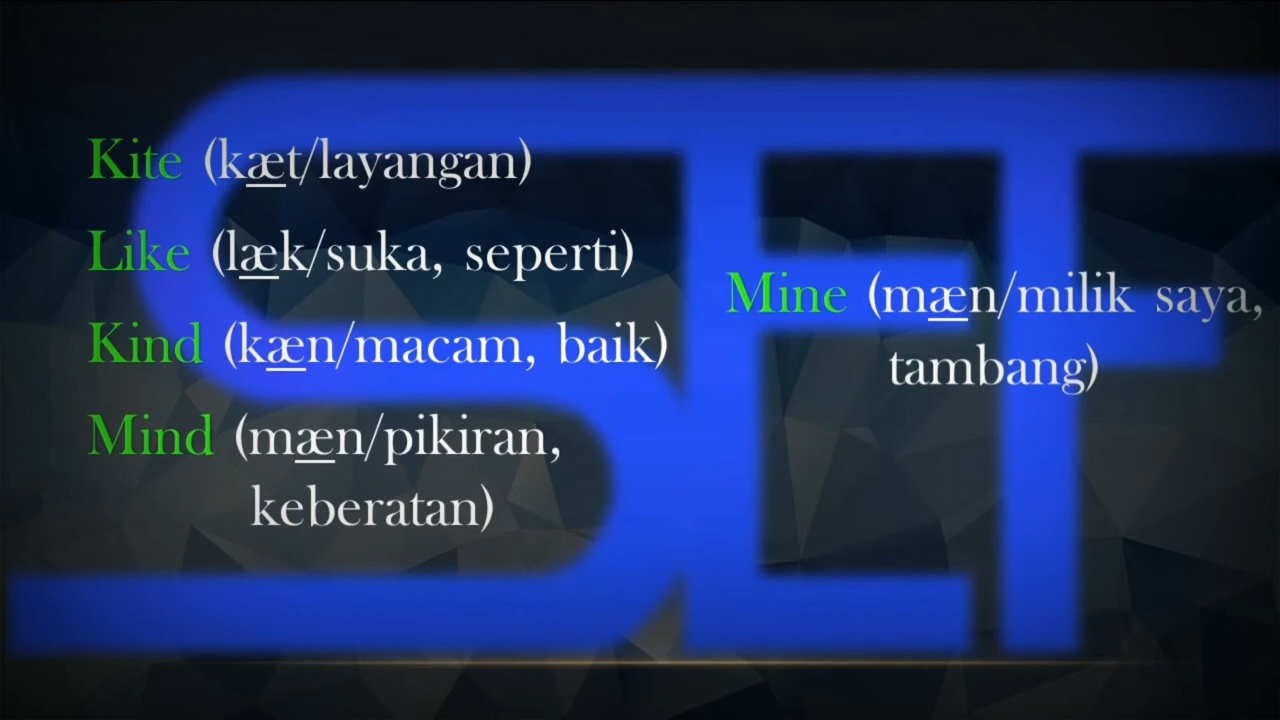 Kite (kæt/layangan)
Like (læk/suka, seperti)
Kind (kæn/macam, baik)
Mind (mæn/pikiran,
keberatan)
Mine (mæn/milik saya,
tambang)
SEF